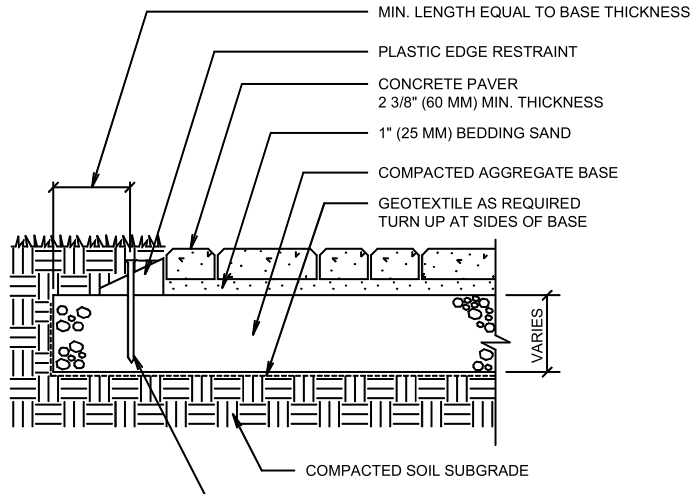 MIN. LENGTH EQUAL TO BASE THICKNESS
PLASTIC EDGE RESTRAINT
CONCRETE PAVER
2 3/8" (60 MM) MIN. THICKNESS
1" (25 MM) BEDDING SAND
COMPACTED AGGREGATE BASE
GEOTEXTILE AS REQUIRED
TURN UP AT SIDES OF BASE
VARIES
COMPACTED SOIL SUBGRADE